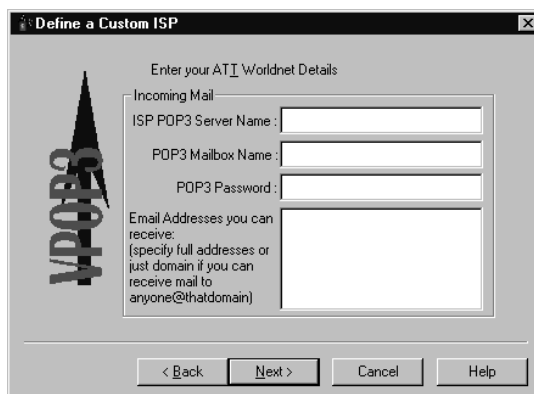 Define a Custom ISP
Enter your ATT Worldnet Details
Incoming Mail
ISP POP3 Server Name :
POP3 Mailbox Name :
POP3 Password :
Email Addresses you can
receive:
(specify full addresses or
just domain if you can
receive mail to
anyone@thatdomain)
VPOP3
< Back
Next >
Cancel
Help